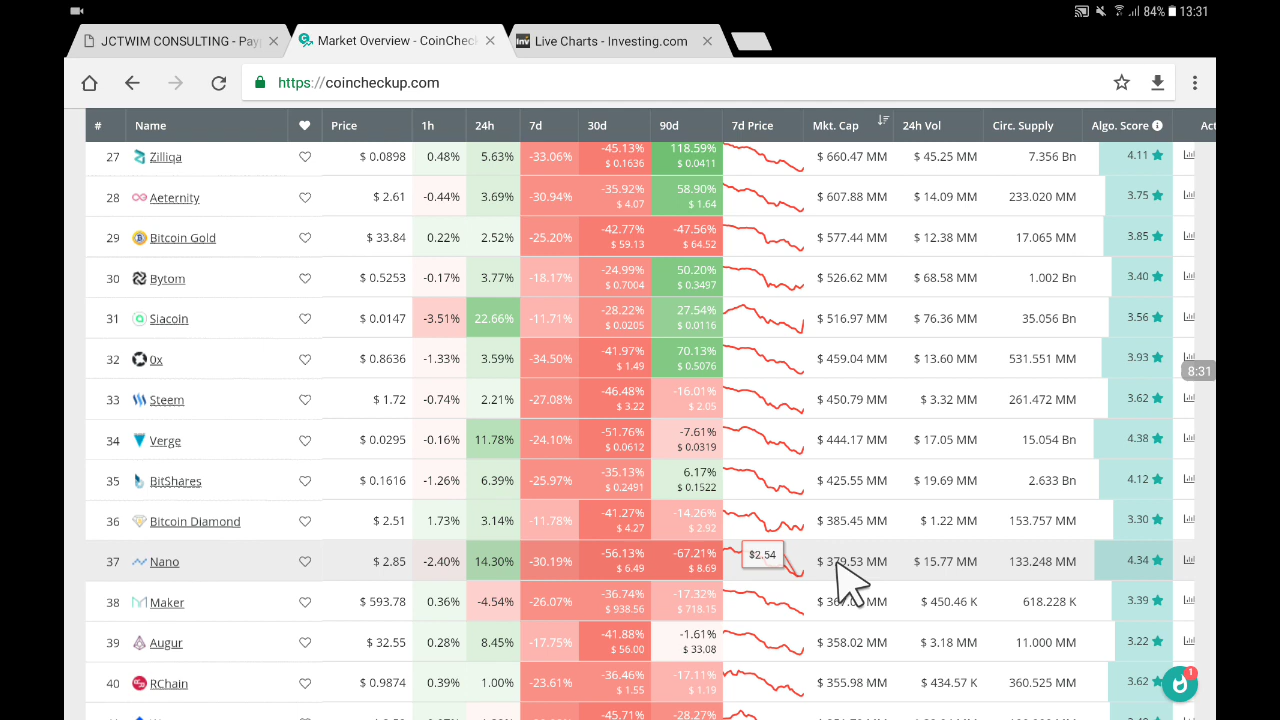 84% 13:31
JCTWIM CONSULTING - Pay
Market Overview - CoinChec
Live Charts - Investing.com
https://coincheckup.com
# Name Price 1h 24h 7d 30d 90d 7d Price Mkt. Cap 24h Vol Circ. Supply Algo. Score Act
27 Zilliqa $ 0.0898 0.48% 5.63% -33.06% -45.13% $ 0.1636 118.59% $ 0.0411 $ 660.47 MM $ 45.25 MM 7.356 Bn 4.11
28 Aeternity $ 2.61 -0.44% 3.69% -30.94% -35.92% $ 4.07 58.90% $ 1.64 $ 607.88 MM $ 14.09 MM 233.020 MM 3.75
29 Bitcoin Gold $ 33.84 0.22% 2.52% -25.20% -42.77% $ 59.13 -47.56% $ 64.52 $ 577.44 MM $ 12.38 MM 17.065 MM 3.85
30 Bytom $ 0.5253 -0.17% 3.77% -18.17% -24.99% $ 0.7004 50.20% $ 0.3497 $ 526.62 MM $ 68.58 MM 1.002 Bn 3.40
31 Siacoin $ 0.0147 -3.51% 22.66% -11.71% -28.22% $ 0.0205 27.54% $ 0.0116 $ 516.97 MM $ 76.36 MM 35.056 Bn 3.56
32 0x $ 0.8636 -1.33% 3.59% -34.50% -41.97% $ 1.49 70.13% $ 0.5076 $ 459.04 MM $ 13.60 MM 531.551 MM 3.93
8:31
33 Steem $ 1.72 -0.74% 2.21% -27.08% -46.48% $ 3.22 -16.01% $ 2.05 $ 450.79 MM $ 3.32 MM 261.472 MM 3.62
34 Verge $ 0.0295 -0.16% 11.78% -24.10% -51.76% $ 0.0612 -7.61% $ 0.0319 $ 444.17 MM $ 17.05 MM 15.054 Bn 4.38
35 BitShares $ 0.1616 -1.26% 6.39% -25.97% -35.13% $ 0.2491 6.17% $ 0.1522 $ 425.55 MM $ 19.69 MM 2.633 Bn 4.12
36 Bitcoin Diamond $ 2.51 1.73% 3.14% -11.78% -41.27% $ 4.27 -14.26% $ 2.92 $ 385.45 MM $ 1.22 MM 153.757 MM 3.30
37 Nano $ 2.85 -2.40% 14.30% -30.19% -56.13% $ 6.49 -67.21% $ 8.69 $2.54 $ 379.53 MM $ 15.77 MM 133.248 MM 4.34
38 Maker $ 593.78 0.36% -4.54% -26.07% -36.74% $ 938.56 -17.32% $ 718.15 MM $ 450.46 K 618.228 K 3.39
39 Augur $ 32.55 0.28% 8.45% -17.75% -41.88% $ 56.00 -1.61% $ 33.08 $ 358.02 MM $ 3.18 MM 11.000 MM 3.22
40 RChain $ 0.9874 0.39% -23.61% -36.46% $ 1.55 -17.11% $ 1.19 $ 355.98 MM $ 434.57 K 360.525 MM 3.62
1
-45.71% -28.27%